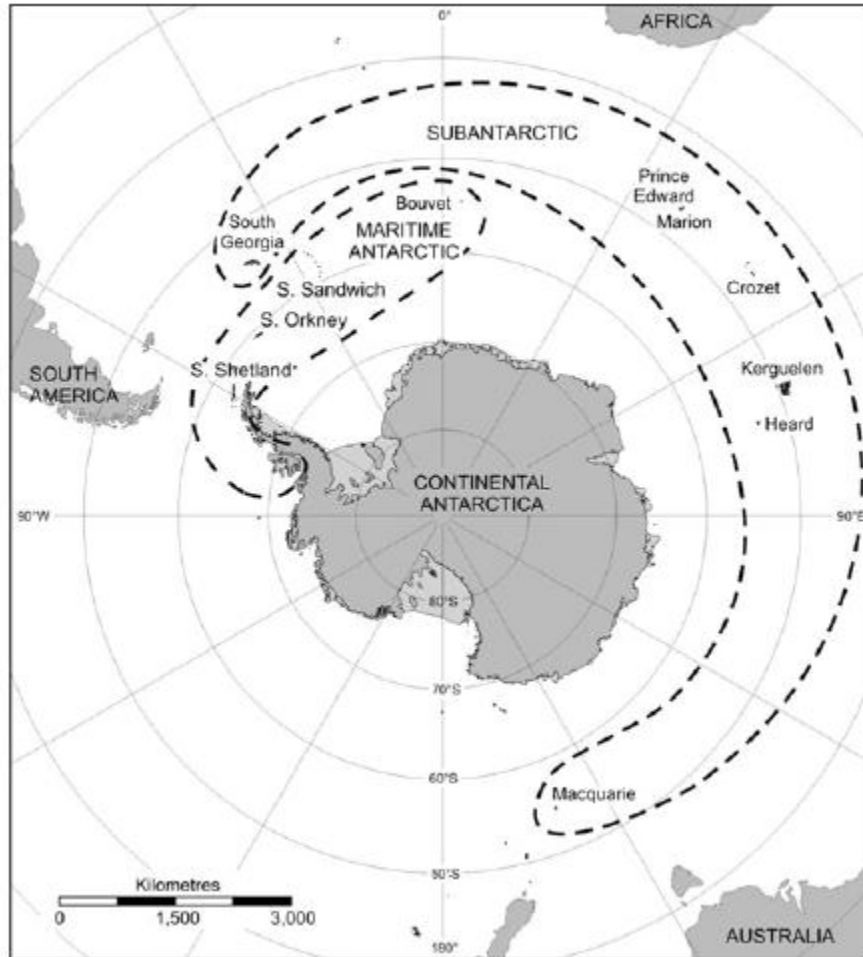 0°
AFRICA
SUBANTARCTIC
Prince
Edward
Marion
Bouvet
South
Georgia
MARITIME
ANTARCTIC
Crozet
S. Sandwich
S. Orkney
S. Shetland
SOUTH
AMERICA
Kerguelen
Heard
CONTINENTAL
ANTARCTICA
90°W
90°E
80°S
70°S
60°S
Macquarie
50°S
Kilometres
0 1,500 3,000
180°
AUSTRALIA